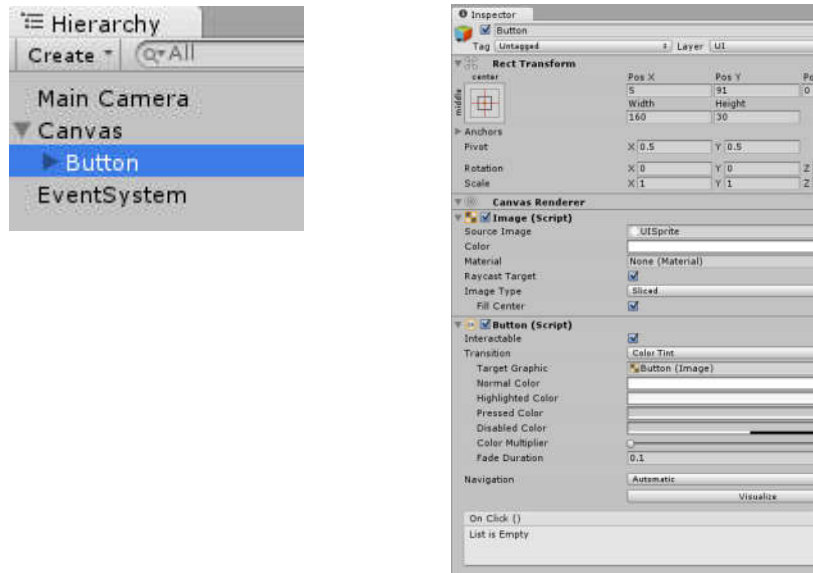 Hierarchy
Create
All
Main Camera
Canvas
Button
EventSystem
Inspector
Button
Tag Untagged Layer UI
Rect Transform
center
middle
Pos X Pos Y
5 91 0
Width Height
160 30
Anchors
Pivot X 0.5 Y 0.5
Rotation X 0 Y 0 Z
Scale X 1 Y 1 Z
Canvas Renderer
Image (Script)
Source Image UISprite
Color
Material None (Material)
Raycast Target
Image Type Sliced
Fill Center
Button (Script)
Interactable
Transition Color Tint
Target Graphic Button (Image)
Normal Color
Highlighted Color
Pressed Color
Disabled Color
Color Multiplier
Fade Duration 0.1
Navigation Automatic
Visualize
On Click ()
List is Empty